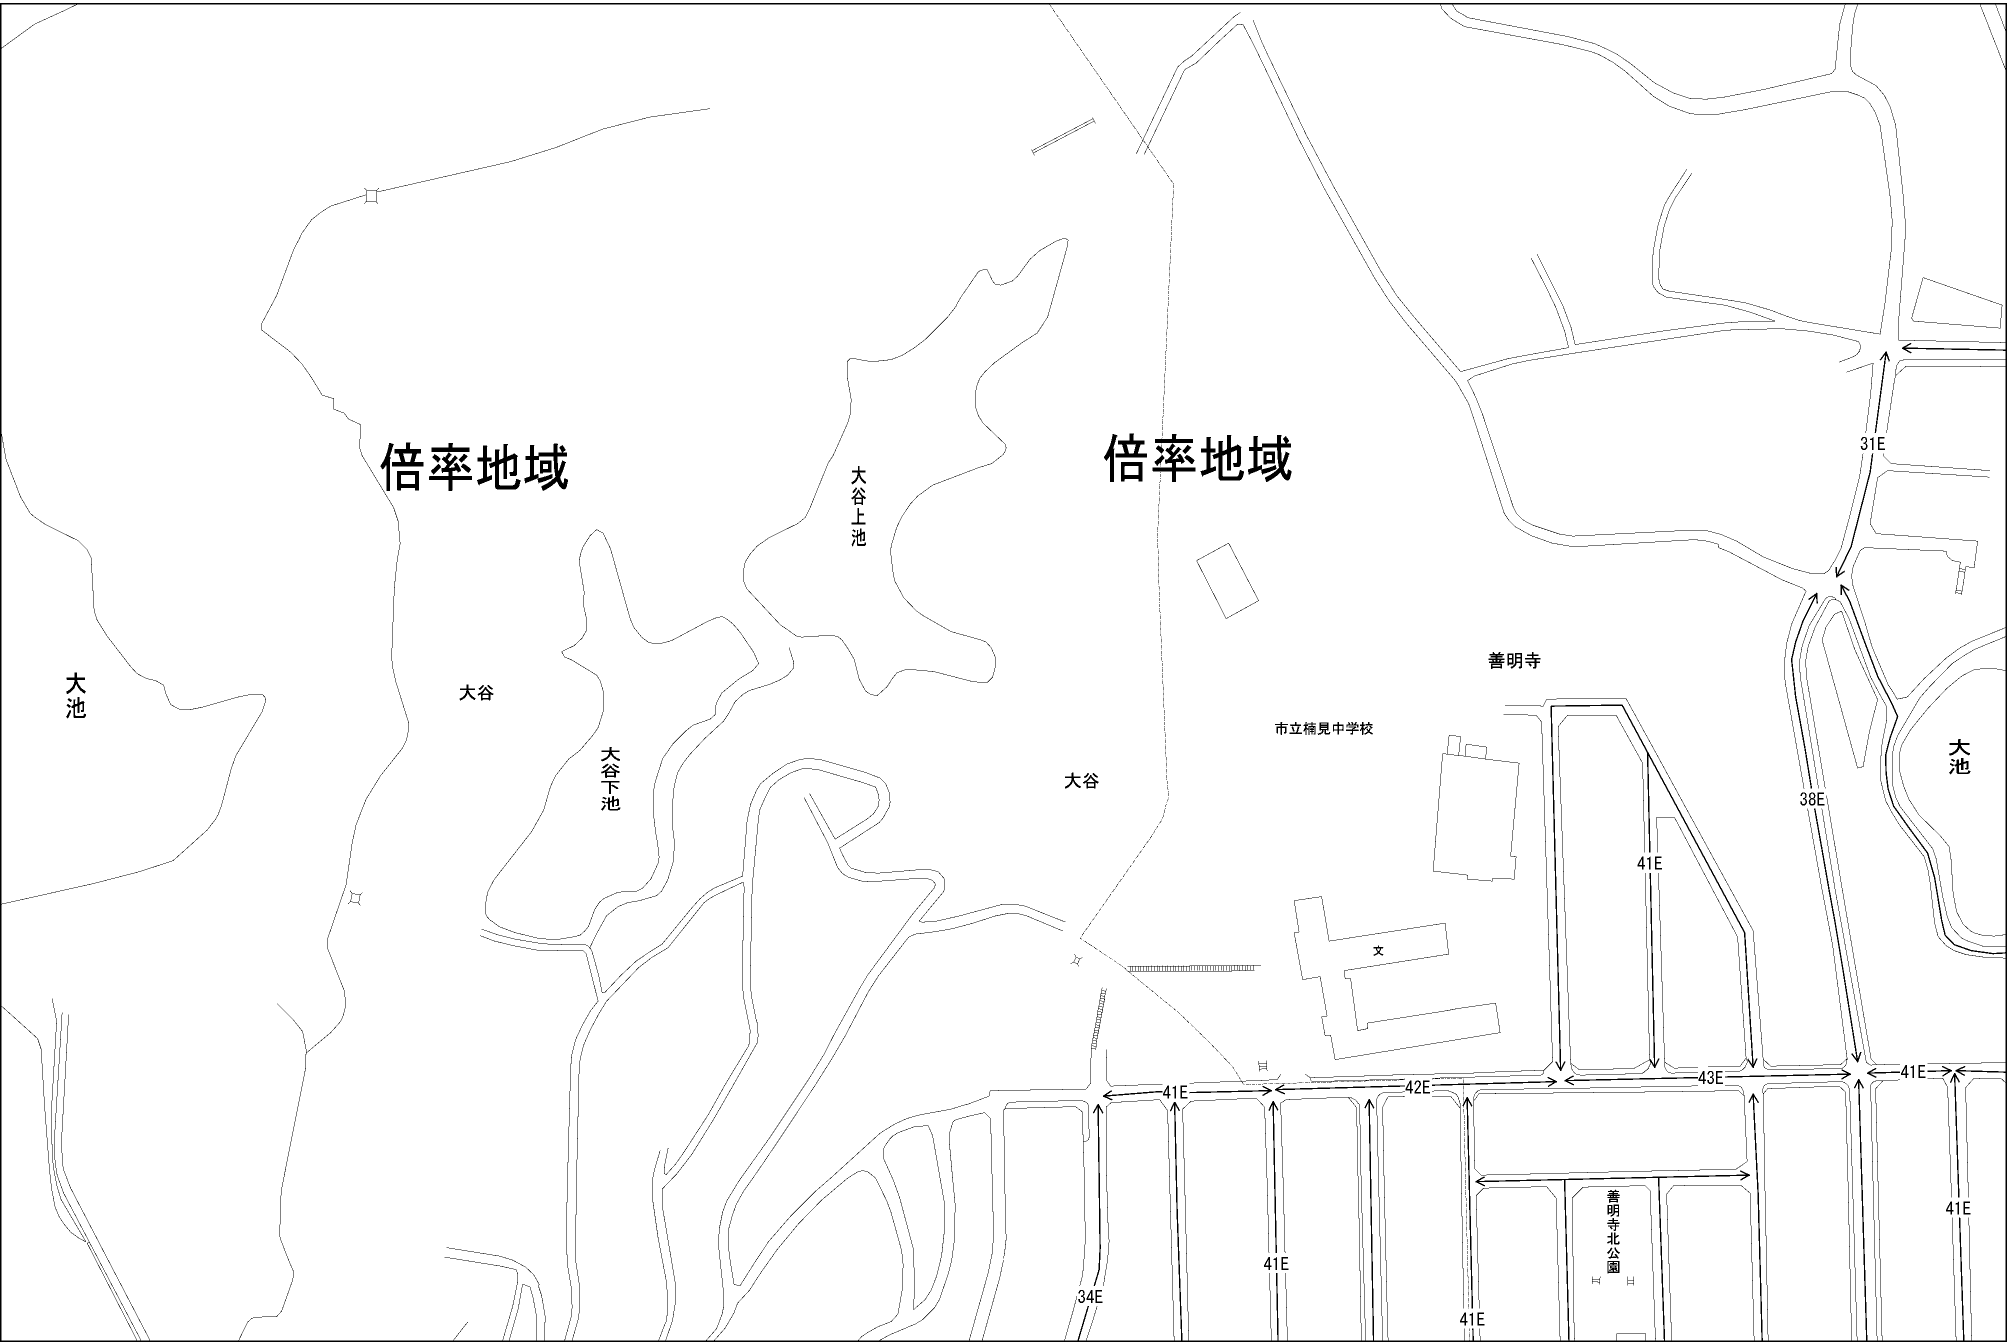 倍率地域
倍率地域
31E
大谷上池
善明寺
大池
大谷
市立楠見中学校
大池
大谷下池
大谷
38E
41E
文
41E
42E
43E
41E
善明寺北公園
41E
41E
34E
41E